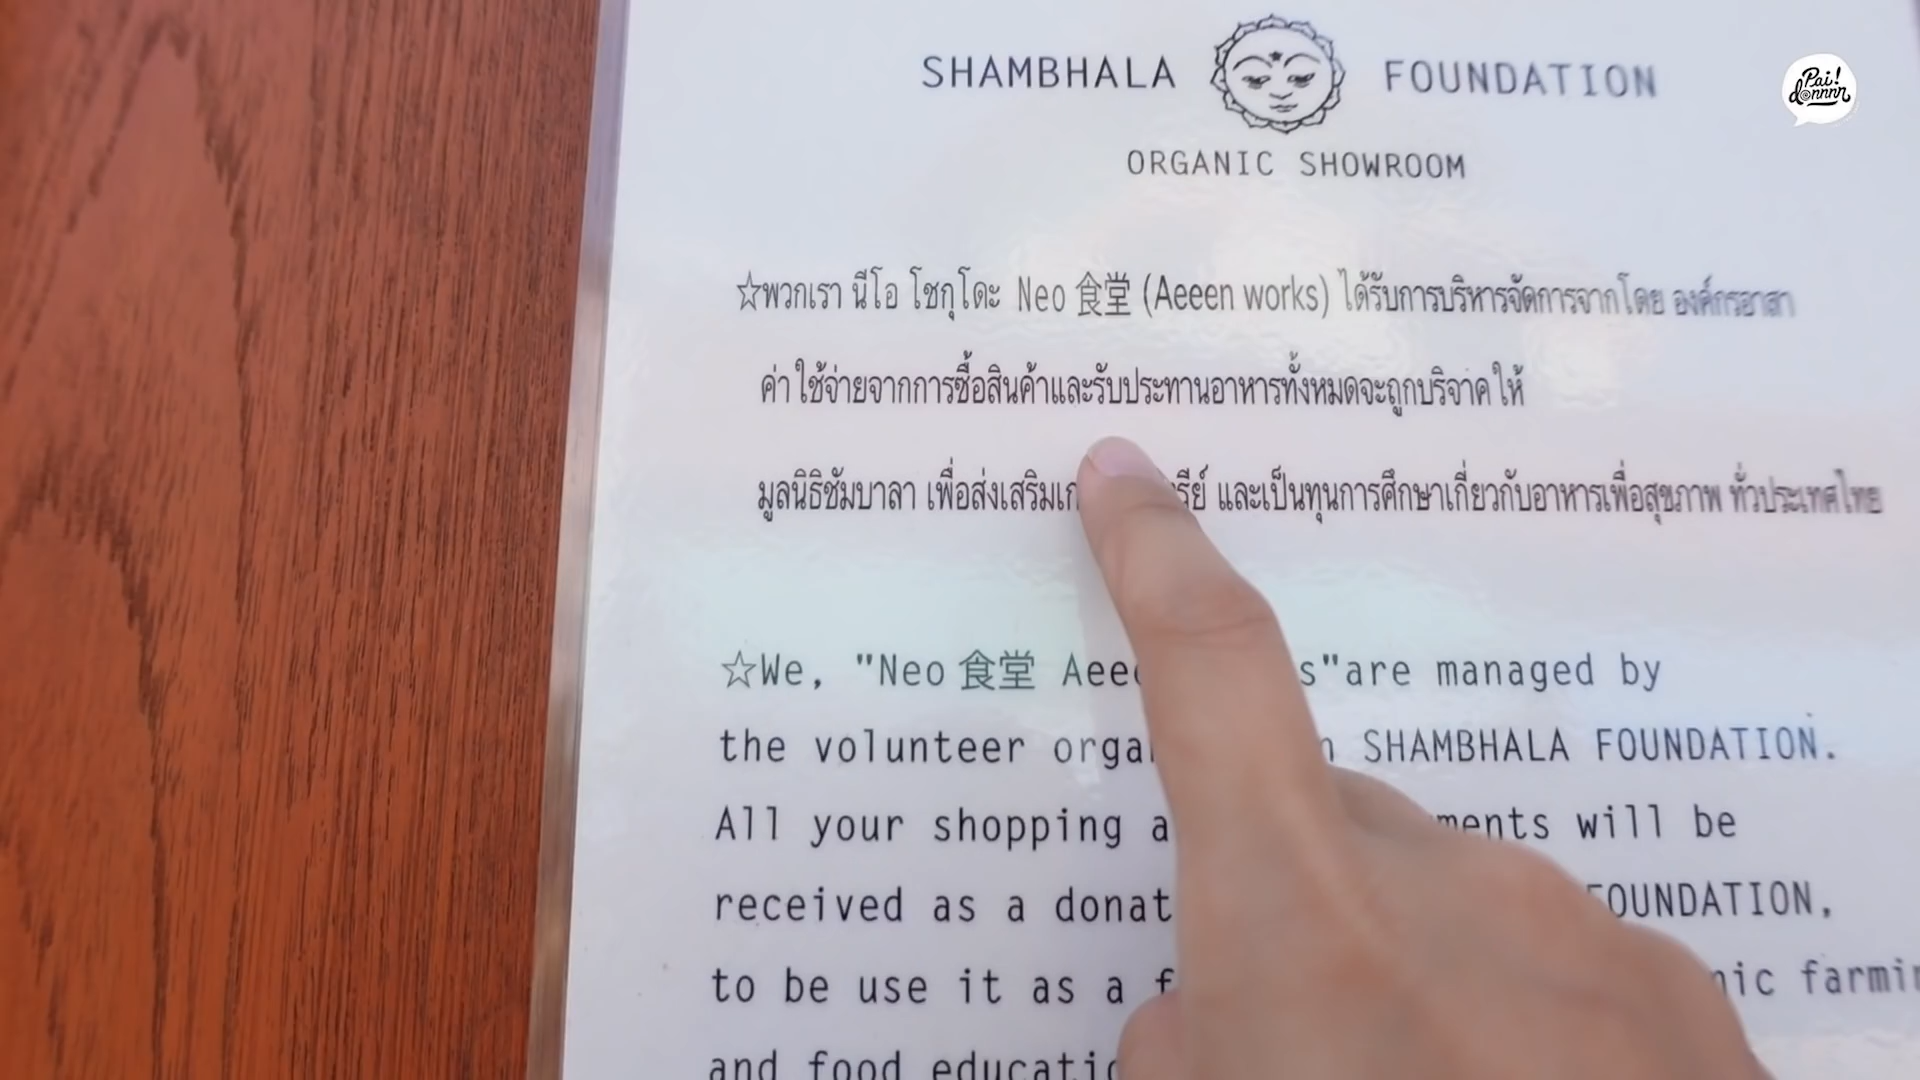 SHAMBHALA FOUNDATION
ORGANIC SHOWROOM
Pai!
donnnn
☆พวกเรา นีโอ โชกุโดะ Neo 食堂 (Aeeen works) ได้รับการบริหารจัดการจากโดย องค์กรอาสา
ค่าใช้จ่ายจากการซื้อสินค้าและรับประทานอาหารทั้งหมดจะถูกบริจาคให้
มูลนิธิชัมบาลา เพื่อส่งเสริม และเป็นทุนการศึกษาเกี่ยวกับอาหารเพื่อสุขภาพ ทั่วประเทศไทย
☆We, "Neo 食堂 are managed by
the volunteer SHAMBHALA FOUNDATION.
All your shopping will be
received as a FOUNDATION,
to be use it as a
and food